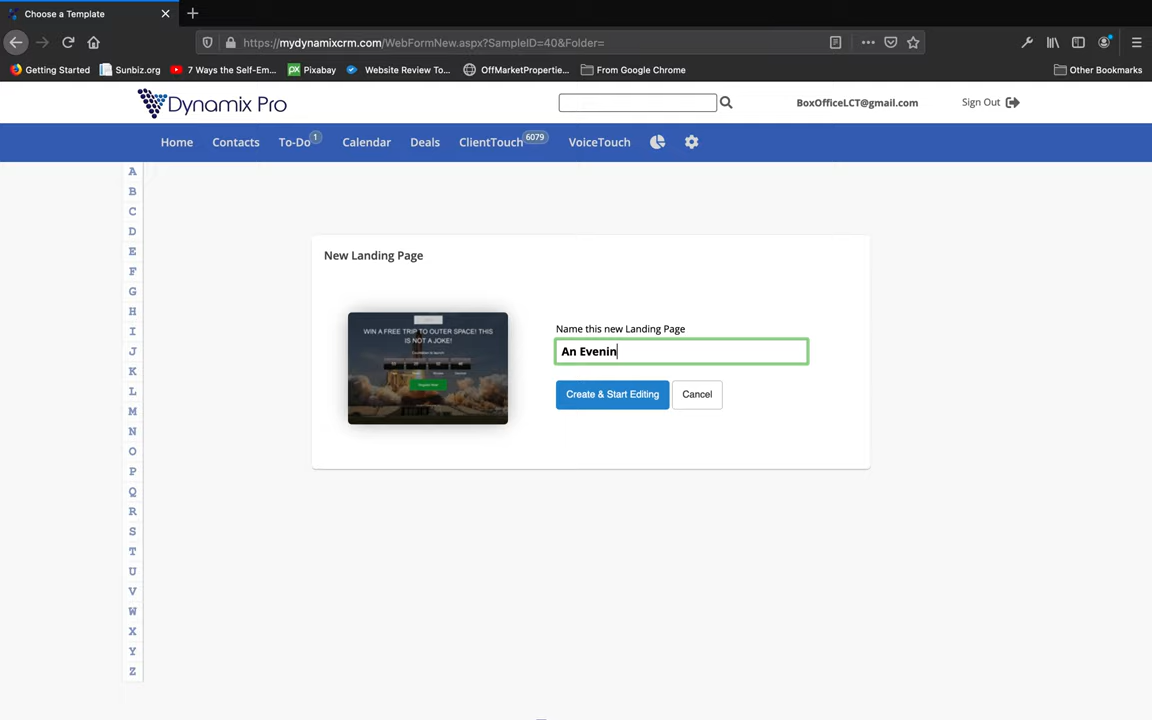 Choose a Template
https://mydynamixcrm.com/WebFormNew.aspx?SampleID=40&Folder=
Getting Started
Sunbiz.org
7 Ways the Self-Em...
px Pixabay
Website Review To...
OffMarketPropertie...
From Google Chrome
Other Bookmarks
Dynamix Pro
BoxOfficeLCT@gmail.com
Sign Out
Home
Contacts
To-Do 1
Calendar
Deals
ClientTouch 6079
VoiceTouch
A
B
C
D
E
F
G
H
I
J
K
L
M
N
O
P
Q
R
S
T
U
V
W
X
Y
Z
New Landing Page
WIN A FREE TRIP TO OUTER SPACE! THIS
IS NOT A JOKE!
Register Now
Name this new Landing Page
An Evenin
Create & Start Editing
Cancel